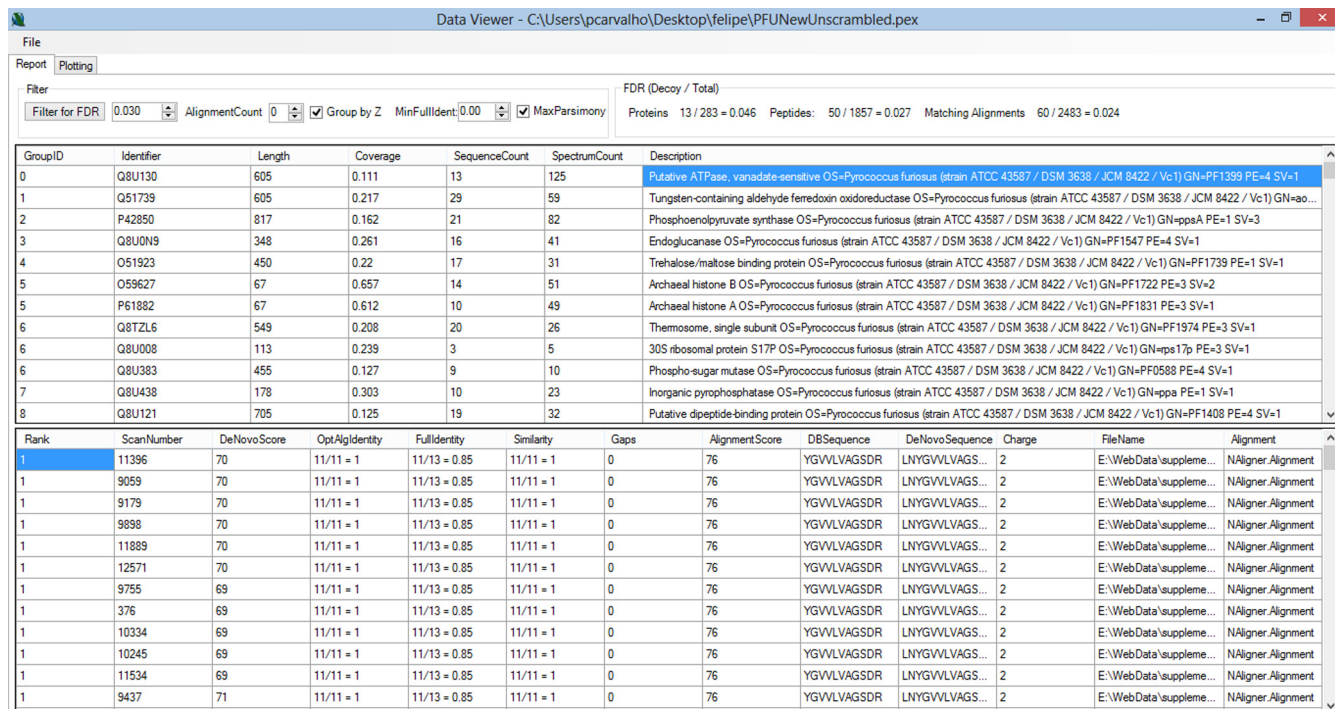 Data Viewer - C:\Users\pcarvalho\Desktop\felipe\PFUNewUnscrambled.pex
File
Report Plotting
Filter FDR (Decoy / Total)
Filter for FDR 0.030 AlignmentCount 0 Group by Z MinFullIdent: 0.00 MaxParsimony Proteins 13 / 283 = 0.046 Peptides: 50 / 1857 = 0.027 Matching Alignments 60 / 2483 = 0.024
GroupID Identifier Length Coverage SequenceCount SpectrumCount Description
0 Q8U130 605 0.111 13 125 Putative ATPase, vanadate-sensitive OS=Pyrococcus furiosus (strain ATCC 43587 / DSM 3638 / JCM 8422 / Vc1) GN=PF1399 PE=4 SV=1
1 Q51739 605 0.217 29 59 Tungsten-containing aldehyde ferredoxin oxidoreductase OS=Pyrococcus furiosus (strain ATCC 43587 / DSM 3638 / JCM 8422 / Vc1) GN=ao...
2 P42850 817 0.162 21 82 Phosphoenolpyruvate synthase OS=Pyrococcus furiosus (strain ATCC 43587 / DSM 3638 / JCM 8422 / Vc1) GN=ppsA PE=1 SV=3
3 Q8U0N9 348 0.261 16 41 Endoglucanase OS=Pyrococcus furiosus (strain ATCC 43587 / DSM 3638 / JCM 8422 / Vc1) GN=PF1547 PE=4 SV=1
4 O51923 450 0.22 17 31 Trehalose/maltose binding protein OS=Pyrococcus furiosus (strain ATCC 43587 / DSM 3638 / JCM 8422 / Vc1) GN=PF1739 PE=1 SV=1
5 O59627 67 0.657 14 51 Archaeal histone B OS=Pyrococcus furiosus (strain ATCC 43587 / DSM 3638 / JCM 8422 / Vc1) GN=PF1722 PE=3 SV=2
5 P61882 67 0.612 10 49 Archaeal histone A OS=Pyrococcus furiosus (strain ATCC 43587 / DSM 3638 / JCM 8422 / Vc1) GN=PF1831 PE=3 SV=1
6 Q8TZL6 549 0.208 20 26 Thermosome, single subunit OS=Pyrococcus furiosus (strain ATCC 43587 / DSM 3638 / JCM 8422 / Vc1) GN=PF1974 PE=3 SV=1
6 Q8U008 113 0.239 3 5 30S ribosomal protein S17P OS=Pyrococcus furiosus (strain ATCC 43587 / DSM 3638 / JCM 8422 / Vc1) GN=rps17p PE=3 SV=1
6 Q8U383 455 0.127 9 10 Phospho-sugar mutase OS=Pyrococcus furiosus (strain ATCC 43587 / DSM 3638 / JCM 8422 / Vc1) GN=PF0588 PE=4 SV=1
7 Q8U438 178 0.303 10 23 Inorganic pyrophosphatase OS=Pyrococcus furiosus (strain ATCC 43587 / DSM 3638 / JCM 8422 / Vc1) GN=ppa PE=1 SV=1
8 Q8U121 705 0.125 19 32 Putative dipeptide-binding protein OS=Pyrococcus furiosus (strain ATCC 43587 / DSM 3638 / JCM 8422 / Vc1) GN=PF1408 PE=4 SV=1
Rank ScanNumber DeNovoScore OptAlgIdentity FullIdentity Similarity Gaps AlignmentScore DBSequence DeNovoSequence Charge FileName Alignment
1 11396 70 11/11 = 1 11/13 = 0.85 11/11 = 1 0 76 YGVVLVAGSDR LNYGVVLVAGS... 2 E:\WebData\suppleme... NAligner.Alignment
1 9059 70 11/11 = 1 11/13 = 0.85 11/11 = 1 0 76 YGVVLVAGSDR LNYGVVLVAGS... 2 E:\WebData\suppleme... NAligner.Alignment
1 9179 70 11/11 = 1 11/13 = 0.85 11/11 = 1 0 76 YGVVLVAGSDR LNYGVVLVAGS... 2 E:\WebData\suppleme... NAligner.Alignment
1 9898 70 11/11 = 1 11/13 = 0.85 11/11 = 1 0 76 YGVVLVAGSDR LNYGVVLVAGS... 2 E:\WebData\suppleme... NAligner.Alignment
1 11889 70 11/11 = 1 11/13 = 0.85 11/11 = 1 0 76 YGVVLVAGSDR LNYGVVLVAGS... 2 E:\WebData\suppleme... NAligner.Alignment
1 12571 70 11/11 = 1 11/13 = 0.85 11/11 = 1 0 76 YGVVLVAGSDR LNYGVVLVAGS... 2 E:\WebData\suppleme... NAligner.Alignment
1 9755 69 11/11 = 1 11/13 = 0.85 11/11 = 1 0 76 YGVVLVAGSDR LNYGVVLVAGS... 2 E:\WebData\suppleme... NAligner.Alignment
1 376 69 11/11 = 1 11/13 = 0.85 11/11 = 1 0 76 YGVVLVAGSDR LNYGVVLVAGS... 2 E:\WebData\suppleme... NAligner.Alignment
1 10334 69 11/11 = 1 11/13 = 0.85 11/11 = 1 0 76 YGVVLVAGSDR LNYGVVLVAGS... 2 E:\WebData\suppleme... NAligner.Alignment
1 10245 69 11/11 = 1 11/13 = 0.85 11/11 = 1 0 76 YGVVLVAGSDR LNYGVVLVAGS... 2 E:\WebData\suppleme... NAligner.Alignment
1 11534 69 11/11 = 1 11/13 = 0.85 11/11 = 1 0 76 YGVVLVAGSDR LNYGVVLVAGS... 2 E:\WebData\suppleme... NAligner.Alignment
1 9437 71 11/11 = 1 11/13 = 0.85 11/11 = 1 0 76 YGVVLVAGSDR LNYGVVLVAGS... 2 E:\WebData\suppleme... NAligner.Alignment